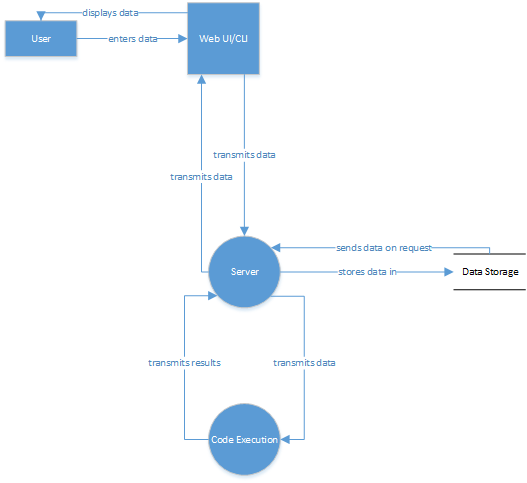 displays data
User
enters data
Web UI/CLI
transmits data
transmits data
sends data on request
Server
stores data in
Data Storage
transmits results
transmits data
Code Execution